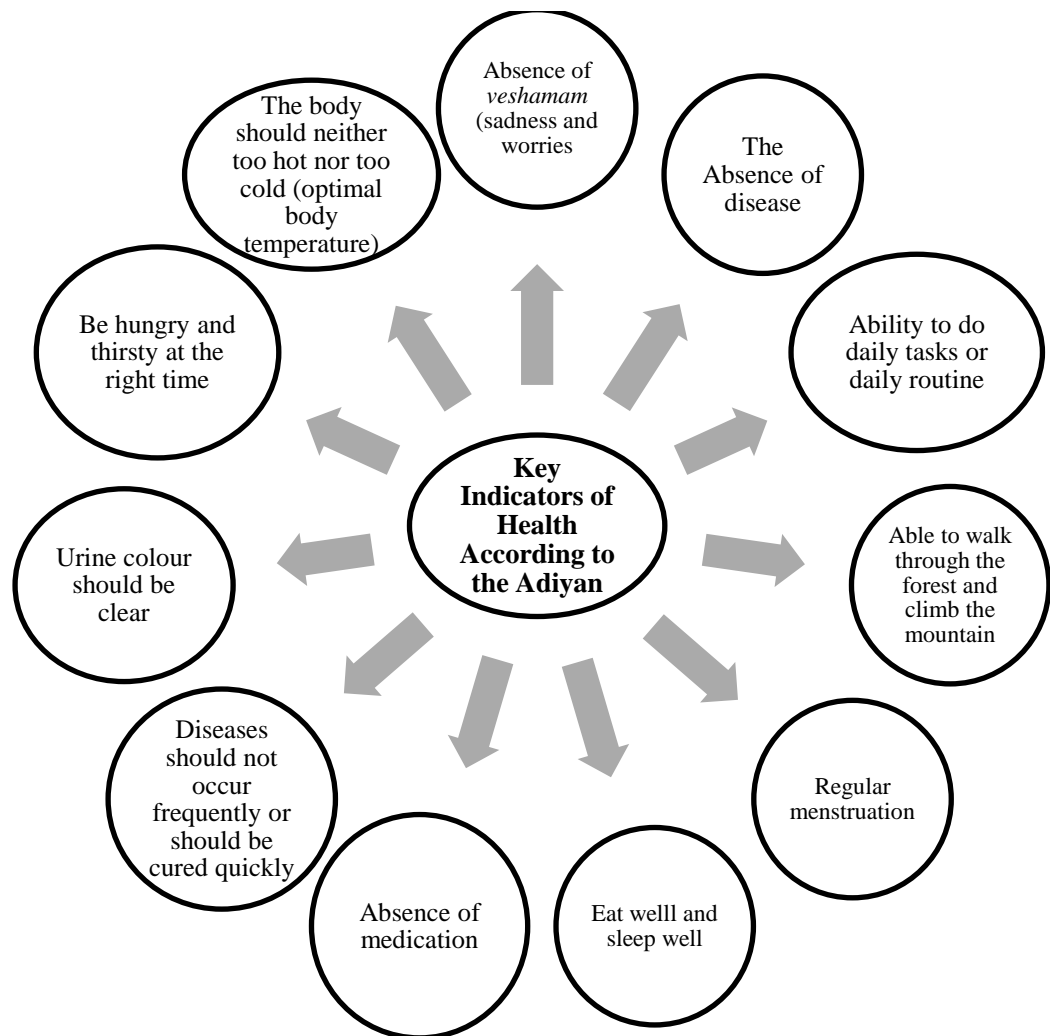 Absence of
veshamam
(sadness and
worries
The
Absence of
disease
Ability to do
daily tasks or
daily routine
Able to walk
through the
forest and
climb the
mountain
Regular
menstruation
Eat welll and
sleep well
Absence of
medication
Diseases
should not
occur
frequently or
should be
cured quickly
Urine colour
should be
clear
Be hungry and
thirsty at the
right time
The body
should neither
too hot nor too
cold (optimal
body
temperature)
Key
Indicators of
Health
According to
the Adiyan